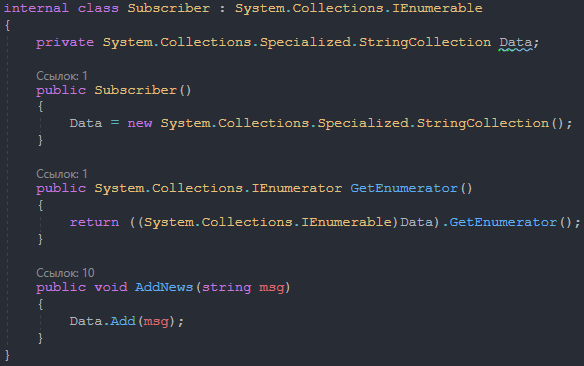 internal class Subscriber : System.Collections.IEnumerable
{
    private System.Collections.Specialized.StringCollection Data;
    Ссылок: 1
    public Subscriber()
    {
        Data = new System.Collections.Specialized.StringCollection();
    }
    Ссылок: 1
    public System.Collections.IEnumerator GetEnumerator()
    {
        return ((System.Collections.IEnumerable)Data).GetEnumerator();
    }
    Ссылок: 10
    public void AddNews(string msg)
    {
        Data.Add(msg);
    }
}